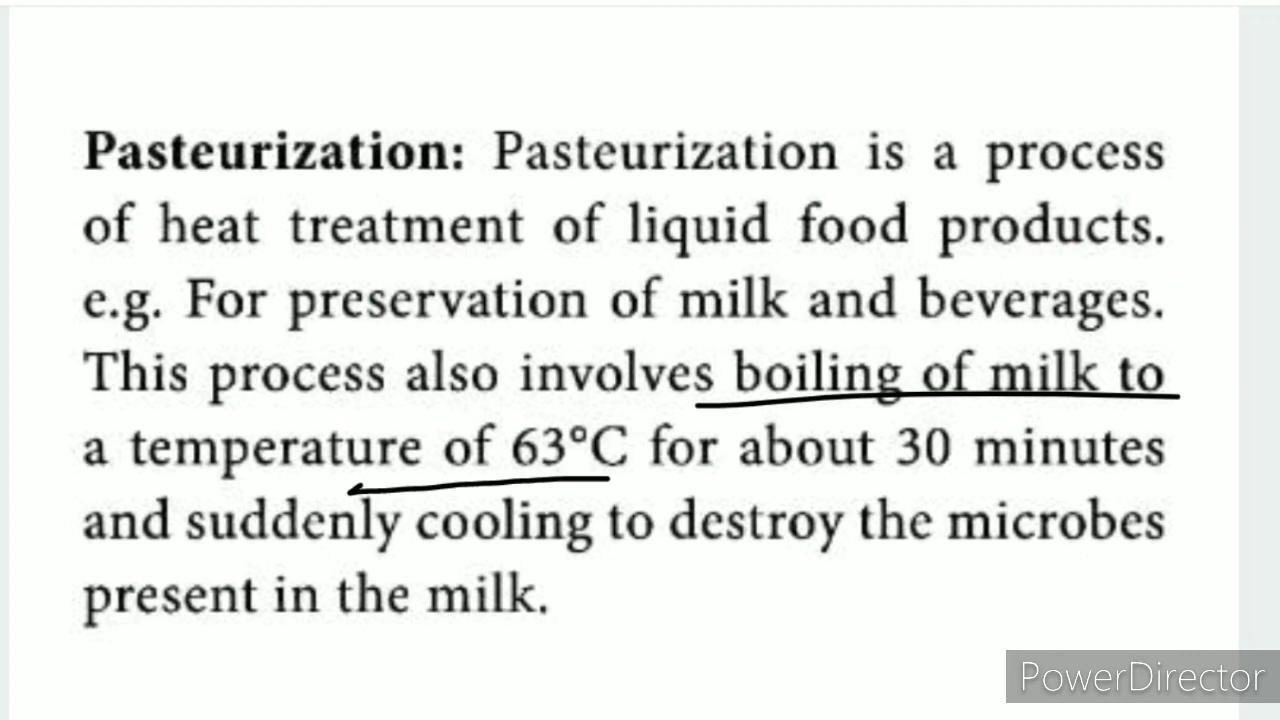 Pasteurization: Pasteurization is a process
of heat treatment of liquid food products.
e.g. For preservation of milk and beverages.
This process also involves boiling of milk to
a temperature of 63°C for about 30 minutes
and suddenly cooling to destroy the microbes
present in the milk.
PowerDirector